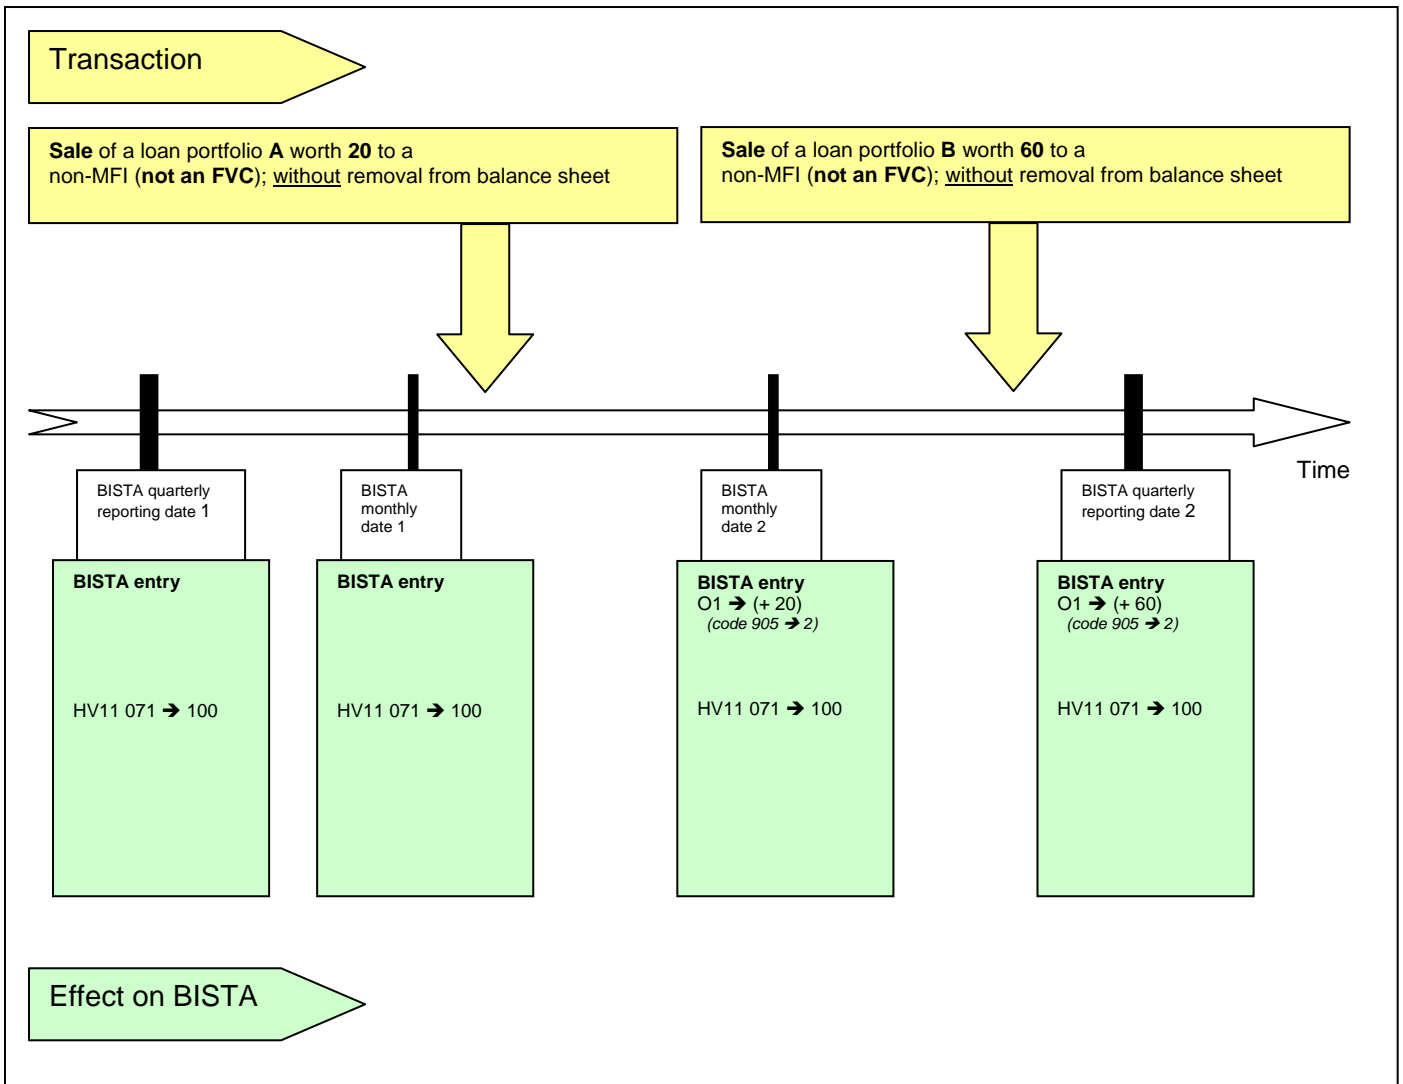 Transaction
Sale of a loan portfolio A worth 20 to a
non-MFI (not an FVC); without removal from balance sheet
Sale of a loan portfolio B worth 60 to a
non-MFI (not an FVC); without removal from balance sheet
Time
BISTA quarterly
reporting date 1
BISTA
monthly
date 1
BISTA
monthly
date 2
BISTA quarterly
reporting date 2
BISTA entry
HV11 071 ➔ 100
BISTA entry
HV11 071 ➔ 100
BISTA entry
O1 ➔ (+ 20)
(code 905 ➔ 2)
HV11 071 ➔ 100
BISTA entry
O1 ➔ (+ 60)
(code 905 ➔ 2)
HV11 071 ➔ 100
Effect on BISTA